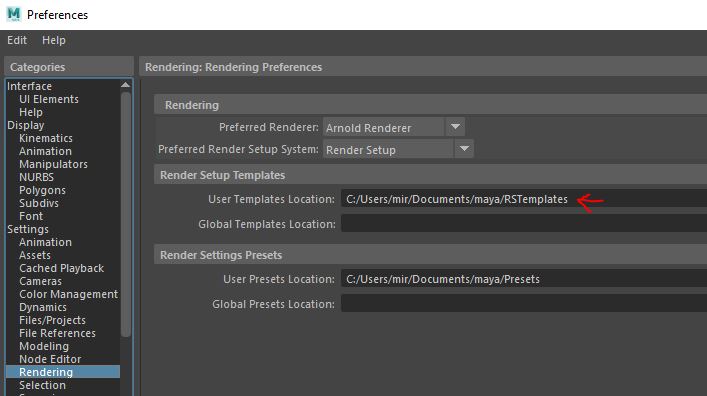 Preferences
Edit Help
Categories
Interface
UI Elements
Help
Display
Kinematics
Animation
Manipulators
NURBS
Polygons
Subdivs
Font
Settings
Animation
Assets
Cached Playback
Cameras
Color Management
Dynamics
Files/Projects
File References
Modeling
Node Editor
Rendering
Selection
Rendering: Rendering Preferences
Rendering
Preferred Renderer: Arnold Renderer
Preferred Render Setup System: Render Setup
Render Setup Templates
User Templates Location: C:/Users/mir/Documents/maya/RSTemplates
Global Templates Location:
Render Settings Presets
User Presets Location: C:/Users/mir/Documents/maya/Presets
Global Presets Location: